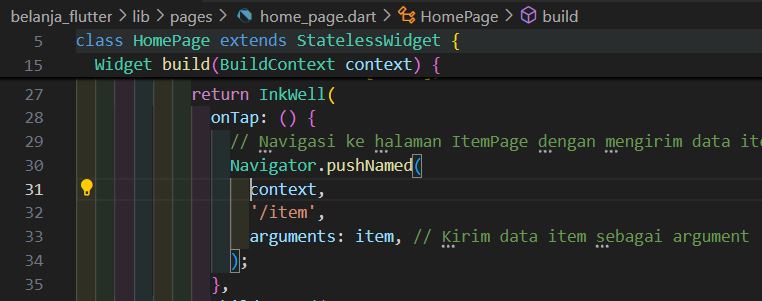 belanja_flutter > lib > pages > home_page.dart > HomePage > build
5 class HomePage extends StatelessWidget {
15 Widget build(BuildContext context) {
27 return InkWell(
28 onTap: () {
29 // Navigasi ke halaman ItemPage dengan mengirim data
30 Navigator.pushNamed(
31 context,
32 '/item',
33 arguments: item, // Kirim data item sebagai argument
34 );
35 },